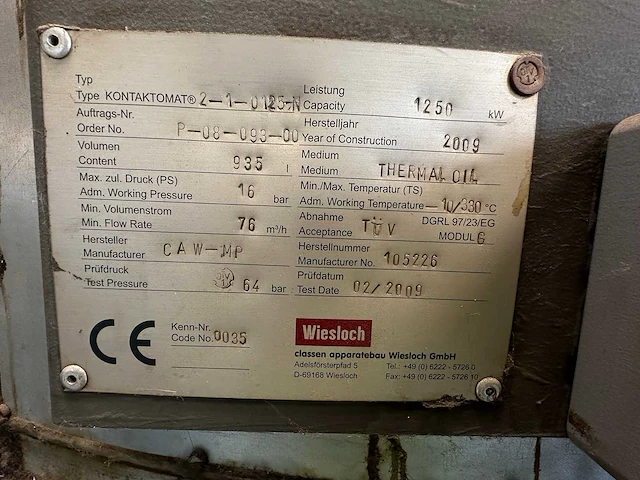 Typ
Type KONTAKTOMAT® 2-1-0125-N
Auftrags-Nr.
Order No. P-08-093-00
Volumen
Content 935 l
Max. zul. Druck (PS)
Adm. Working Pressure 16 bar
Min. Volumenstrom
Min. Flow Rate 76 m³/h
Hersteller
Manufacturer CAW-MP
Prüfdruck
Test Pressure 64 bar
Leistung
Capacity 1250 kW
Herstelljahr
Year of Construction 2009
Medium
Medium THERMAL OIL
Min./Max. Temperatur (TS)
Adm. Working Temperature -10/330 °C
Abnahme DGRL 97/23/EG
Acceptance TÜV MODUL G
Herstellnummer
Manufacturer No. 105226
Prüfdatum
Test Date 02/2009
CE
Kenn-Nr.
Code No. 0035
Wiesloch
classen apparatebau Wiesloch GmbH
Adelsförsterpfad 5 Tel.: +49 (0) 6222 - 5726 0
D-69168 Wiesloch Fax: +49 (0) 6222 - 5726 10